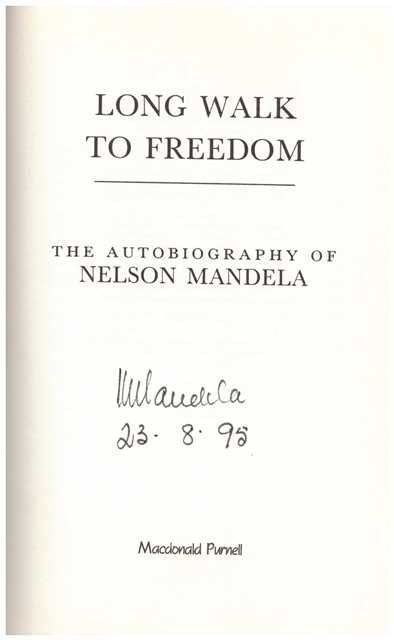 LONG WALK
TO FREEDOM
THE AUTOBIOGRAPHY OF
NELSON MANDELA
NMandela
23. 8. 95
Macdonald Purnell